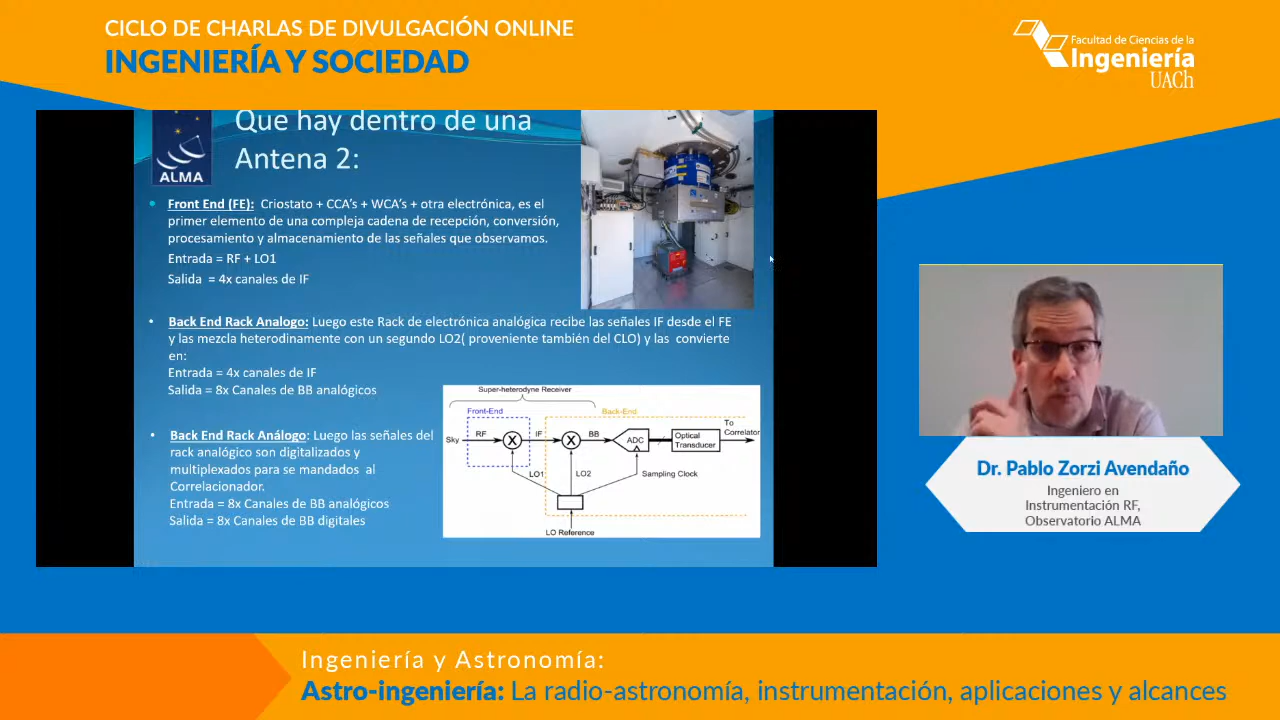 CICLO DE CHARLAS DE DIVULGACIÓN ONLINE
INGENIERÍA Y SOCIEDAD
Facultad de Ciencias de la
Ingeniería
UACh
ALMA
Que hay dentro de una
Antena 2:
• Front End (FE): Criostato + CCA's + WCA's + otra electrónica, es el
primer elemento de una compleja cadena de recepción, conversión,
procesamiento y almacenamiento de las señales que observamos.
Entrada = RF + LO1
Salida = 4x canales de IF
• Back End Rack Analogo: Luego este Rack de electrónica analógica recibe las señales IF desde el FE
y las mezcla heterodinamente con un segundo LO2( proveniente también del CLO) y las convierte
en:
Entrada = 4x canales de IF
Salida = 8x Canales de BB analógicos
• Back End Rack Análogo: Luego las señales del
rack analógico son digitalizados y
multiplexados para se mandados al
Correlacionador.
Entrada = 8x Canales de BB analógicos
Salida = 8x Canales de BB digitales
Super-heterodyne Receiver
Front-End
Back-End
Sky
RF
X
IF
X
BB
ADC
Optical
Transducer
To
Correlator
LO1
LO2
Sampling Clock
LO Reference
Dr. Pablo Zorzi Avendaño
Ingeniero en
Instrumentación RF,
Observatorio ALMA
Ingeniería y Astronomía:
Astro-ingeniería: La radio-astronomía, instrumentación, aplicaciones y alcances